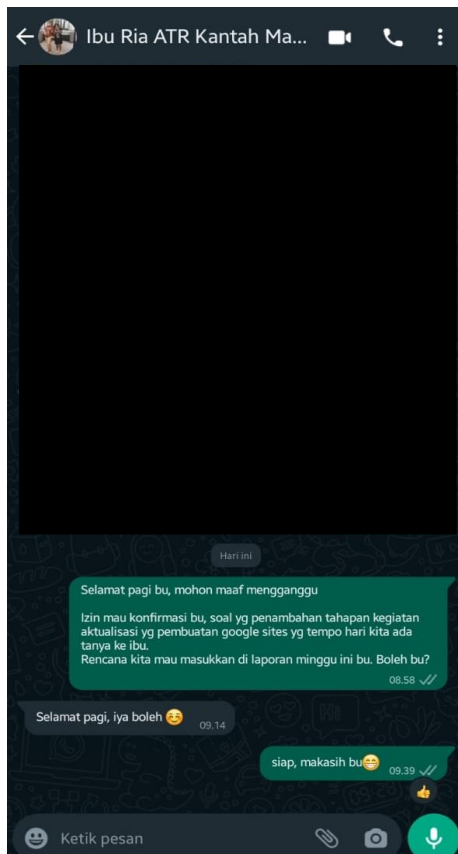 Ibu Ria ATR Kantah Ma...
Hari ini
Selamat pagi bu, mohon maaf mengganggu
Izin mau konfirmasi bu, soal yg penambahan tahapan kegiatan
aktualisasi yg pembuatan google sites yg tempo hari kita ada
tanya ke ibu.
Rencana kita mau masukkan di laporan minggu ini bu. Boleh bu?
08.58
Selamat pagi, iya boleh ☺️
09.14
siap, makasih bu😁
09.39
👍
Ketik pesan